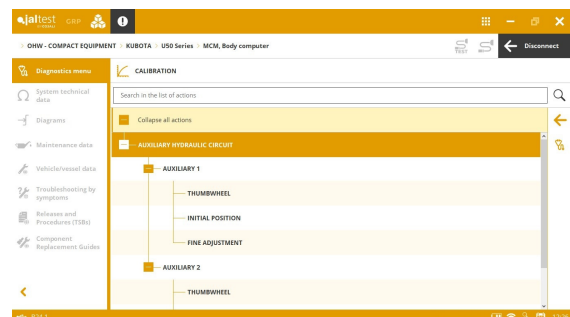 jaltest GRP
OHW - COMPACT EQUIPMENT > KUBOTA > U50 Series > MCM, Body computer
TEST
Disconnect
Diagnostics menu
CALIBRATION
System technical data
Search in the list of actions
Diagrams
Collapse all actions
Maintenance data
AUXILIARY HYDRAULIC CIRCUIT
Vehicle/vessel data
AUXILIARY 1
Troubleshooting by symptoms
THUMBWHEEL
Releases and Procedures (TSBs)
INITIAL POSITION
Component Replacement Guides
FINE ADJUSTMENT
AUXILIARY 2
THUMBWHEEL